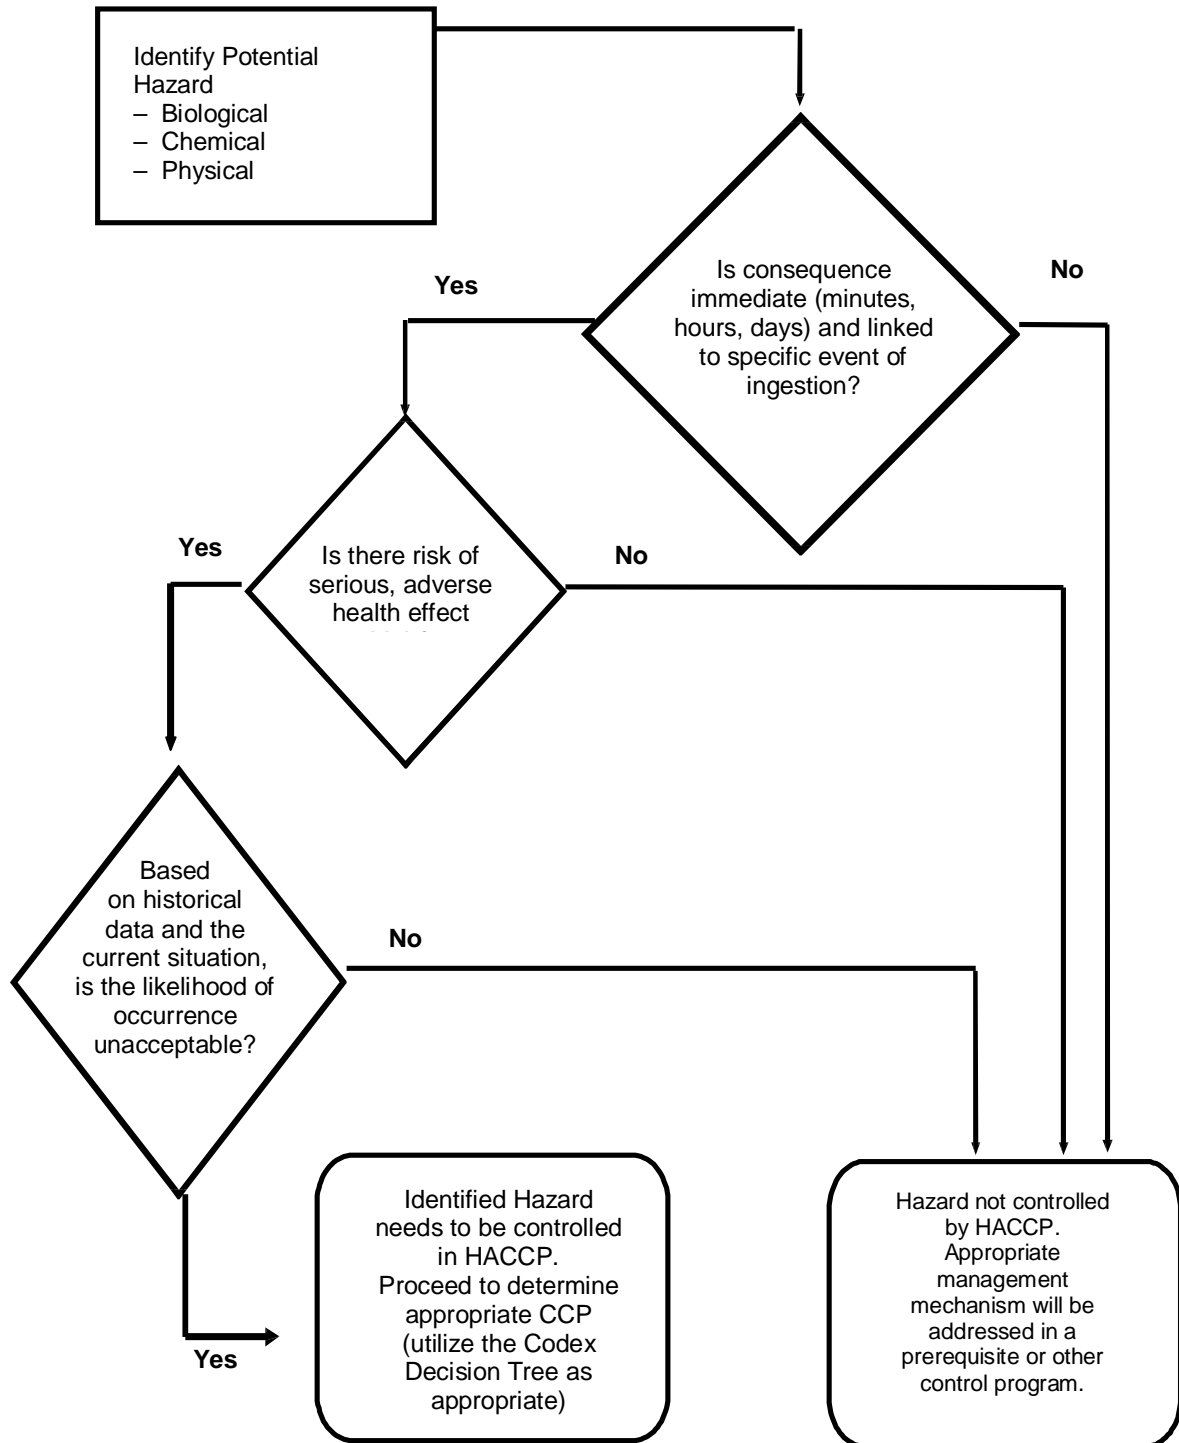 Identify Potential
Hazard
– Biological
– Chemical
– Physical
Is consequence
immediate (minutes,
hours, days) and linked
to specific event of
ingestion?
Yes
No
Is there risk of
serious, adverse
health effect
Yes
No
Based
on historical
data and the
current situation,
is the likelihood of
occurrence
unacceptable?
No
Yes
Identified Hazard
needs to be controlled
in HACCP.
Proceed to determine
appropriate CCP
(utilize the Codex
Decision Tree as
appropriate)
Hazard not controlled
by HACCP.
Appropriate
management
mechanism will be
addressed in a
prerequisite or other
control program.